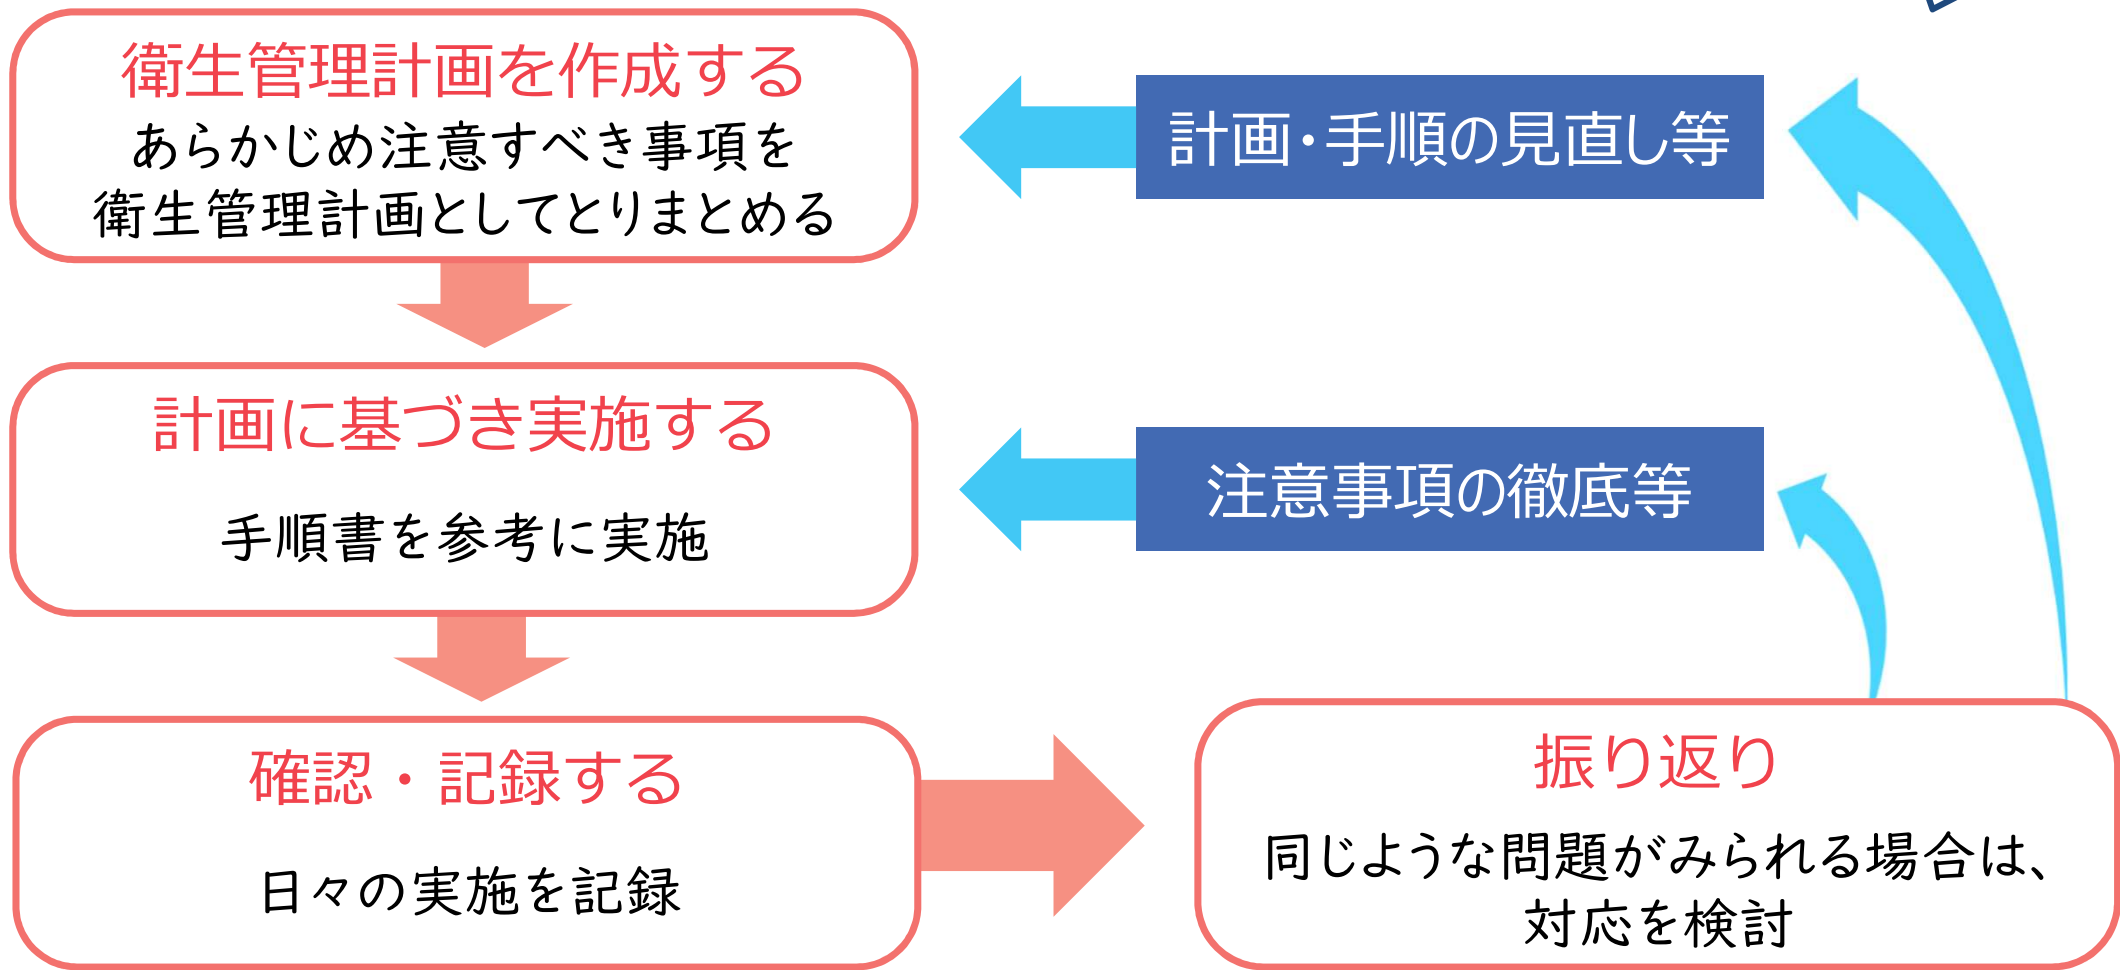 衛生管理計画を作成する
あらかじめ注意すべき事項を
衛生管理計画としてとりまとめる
計画・手順の見直し等
計画に基づき実施する
手順書を参考に実施
注意事項の徹底等
確認・記録する
日々の実施を記録
振り返り
同じような問題がみられる場合は、
対応を検討